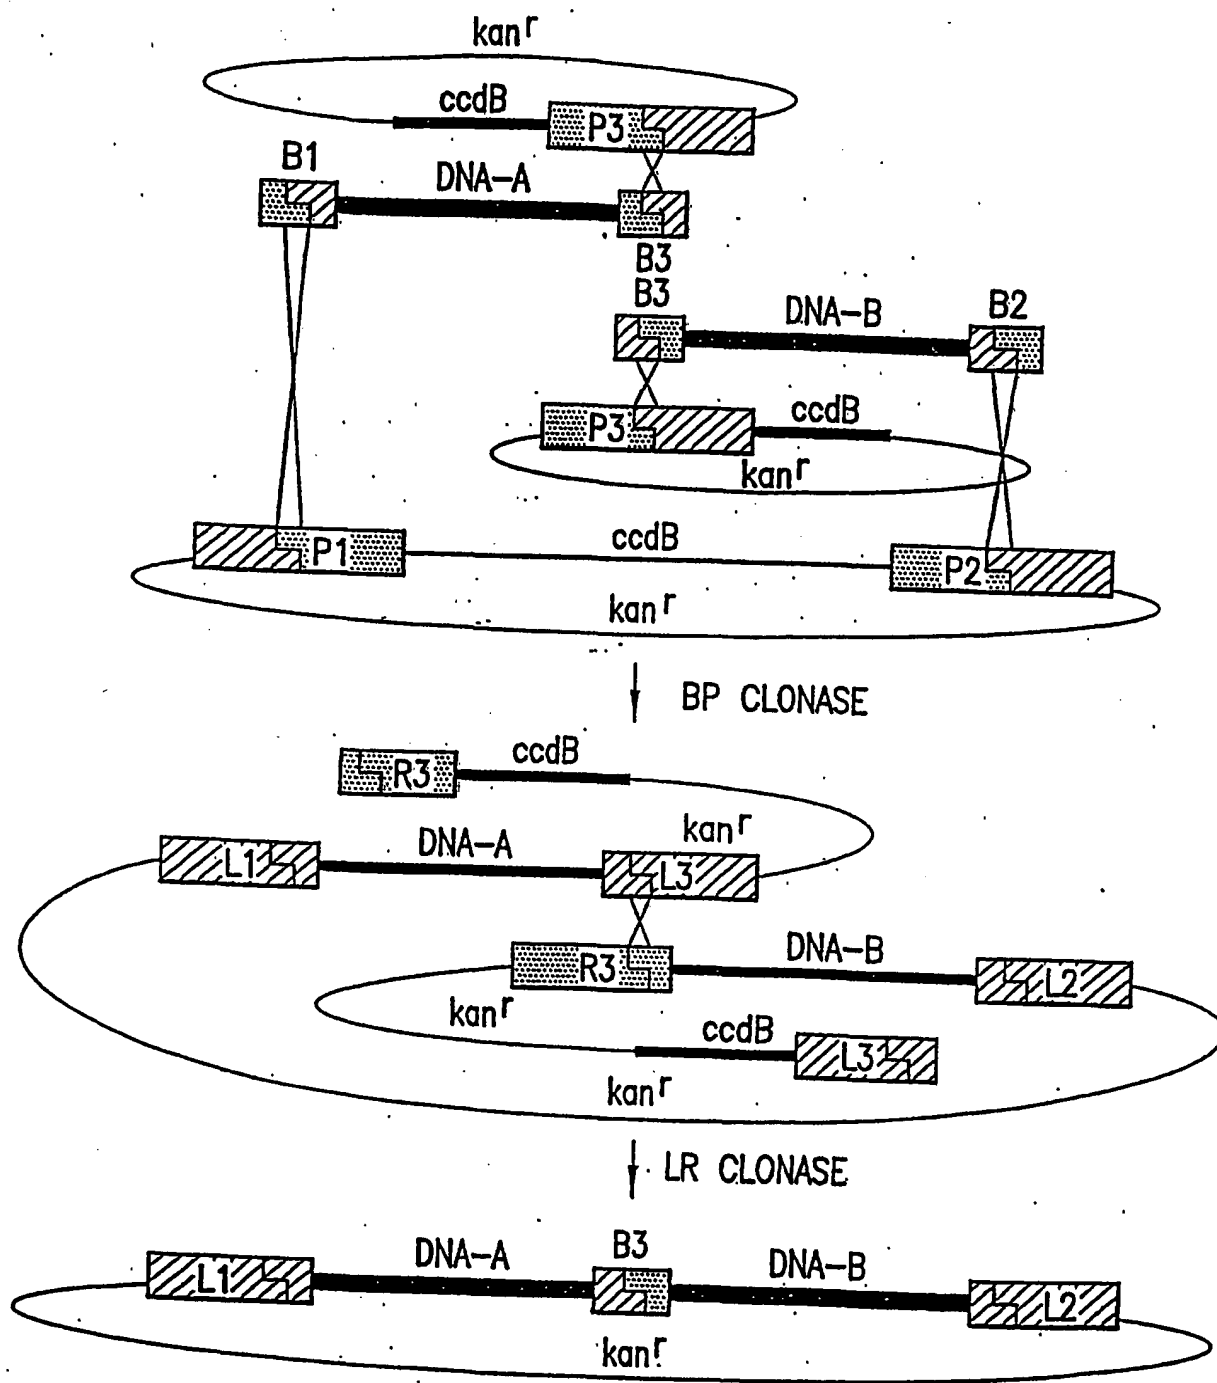 kanʳ
ccdB
P3
B1
DNA-A
B3
B3
DNA-B
B2
P3
ccdB
kanʳ
P1
ccdB
P2
kanʳ
BP CLONASE
R3
ccdB
kanʳ
L1
DNA-A
L3
R3
DNA-B
L2
kanʳ
ccdB
L3
kanʳ
LR CLONASE
L1
DNA-A
B3
DNA-B
L2
kanʳ